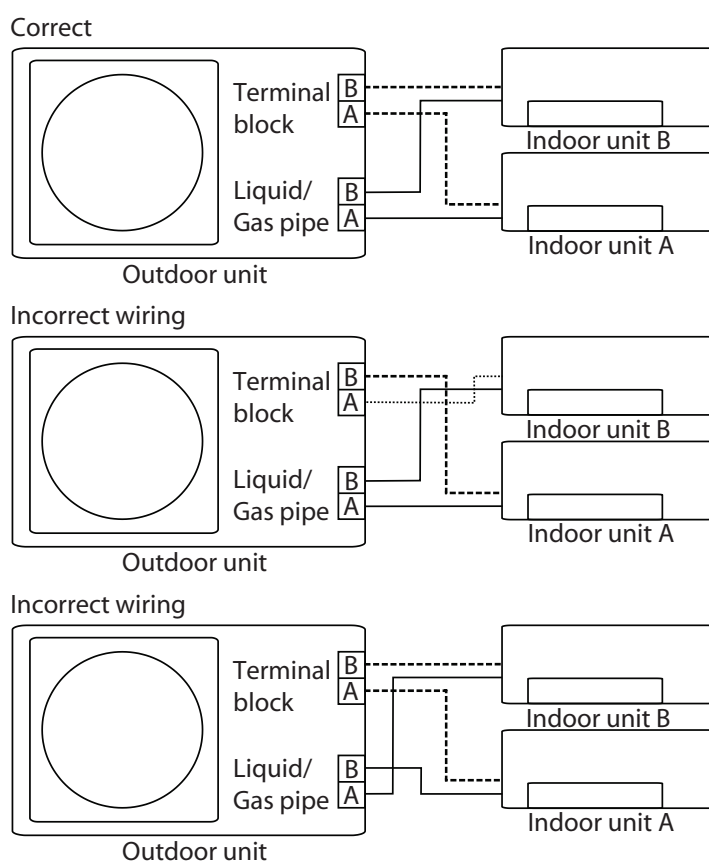 Correct
Terminal
block
B
A
Liquid/
Gas pipe
B
A
Indoor unit B
Indoor unit A
Outdoor unit
Incorrect wiring
Terminal
block
B
A
Liquid/
Gas pipe
B
A
Indoor unit B
Indoor unit A
Outdoor unit
Incorrect wiring
Terminal
block
B
A
Liquid/
Gas pipe
B
A
Indoor unit B
Indoor unit A
Outdoor unit